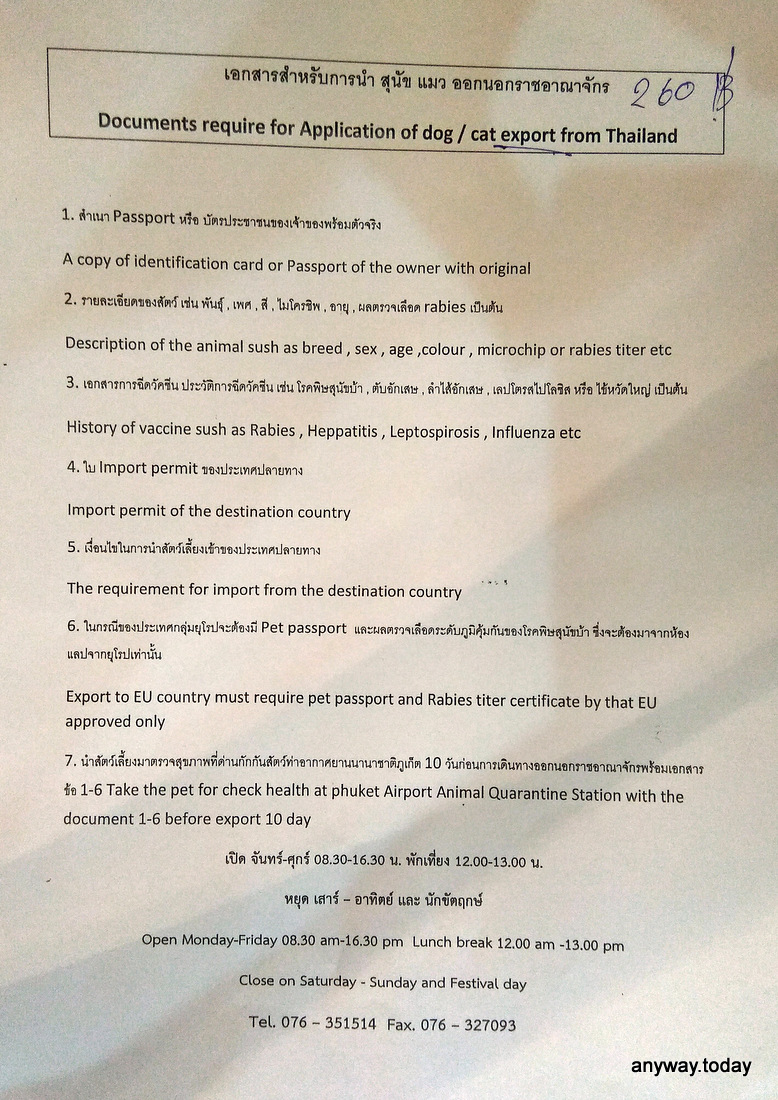 เอกสารสำหรับการนำ สุนัข แมว ออกนอกราชอาณาจักร
260 ฿
Documents require for Application of dog / cat export from Thailand
1. สำเนา Passport หรือ บัตรประชาชนของเจ้าของพร้อมตัวจริง
A copy of identification card or Passport of the owner with original
2. รายละเอียดของสัตว์ เช่น พันธุ์ , เพศ , สี , ไมโครชิพ , อายุ , ผลตรวจเลือด rabies เป็นต้น
Description of the animal sush as breed , sex , age ,colour , microchip or rabies titer etc
3. เอกสารการฉีดวัคซีน ประวัติการฉีดวัคซีน เช่น โรคพิษสุนัขบ้า , ตับอักเสษ , ลำไส้อักเสษ , เลปโตรสไปโลซิส หรือ ไข้หวัดใหญ่ เป็นต้น
History of vaccine sush as Rabies , Heppatitis , Leptospirosis , Influenza etc
4. ใบ Import permit ของประเทศปลายทาง
Import permit of the destination country
5. เงื่อนไขในการนำสัตว์เลี้ยงเข้าของประเทศปลายทาง
The requirement for import from the destination country
6. ในกรณีของประเทศกลุ่มยุโรปจะต้องมี Pet passport และผลตรวจเลือดระดับภูมิคุ้มกันของโรคพิษสุนัขบ้า ซึ่งจะต้องมาจากห้อง
แลปจากยุโรปเท่านั้น
Export to EU country must require pet passport and Rabies titer certificate by that EU
approved only
7. นำสัตว์เลี้ยงมาตรวจสุขภาพที่ด่านกักกันสัตว์ท่าอากาศยานนานาชาติภูเก็ต 10 วันก่อนการเดินทางออกนอกราชอาณาจักรพร้อมเอกสาร
ข้อ 1-6 Take the pet for check health at phuket Airport Animal Quarantine Station with the
document 1-6 before export 10 day
เปิด จันทร์-ศุกร์ 08.30-16.30 น. พักเที่ยง 12.00-13.00 น.
หยุด เสาร์ – อาทิตย์ และ นักขัตฤกษ์
Open Monday-Friday 08.30 am-16.30 pm Lunch break 12.00 am -13.00 pm
Close on Saturday - Sunday and Festival day
Tel. 076 – 351514 Fax. 076 – 327093
anyway.today